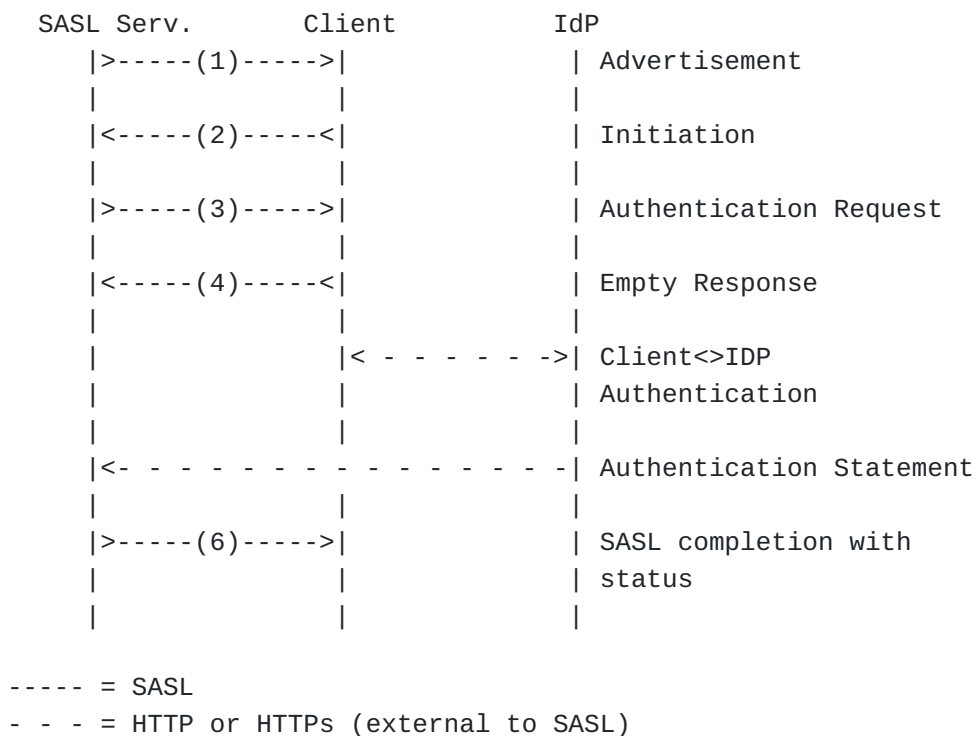 SASL Serv.       Client          IdP
    |>-----(1)----->|              | Advertisement
    |               |              |
    |<-----(2)-----<|              | Initiation
    |               |              |
    |>-----(3)----->|              | Authentication Request
    |               |              |
    |<-----(4)-----<|              | Empty Response
    |               |              |
    |               |< - - - - - ->| Client<>IDP
    |               |              | Authentication
    |               |              |
    |<- - - - - - - - - - - - - - -| Authentication Statement
    |               |              |
    |>-----(6)----->|              | SASL completion with
    |               |              | status
    |               |              |
----- = SASL
- - - = HTTP or HTTPs (external to SASL)